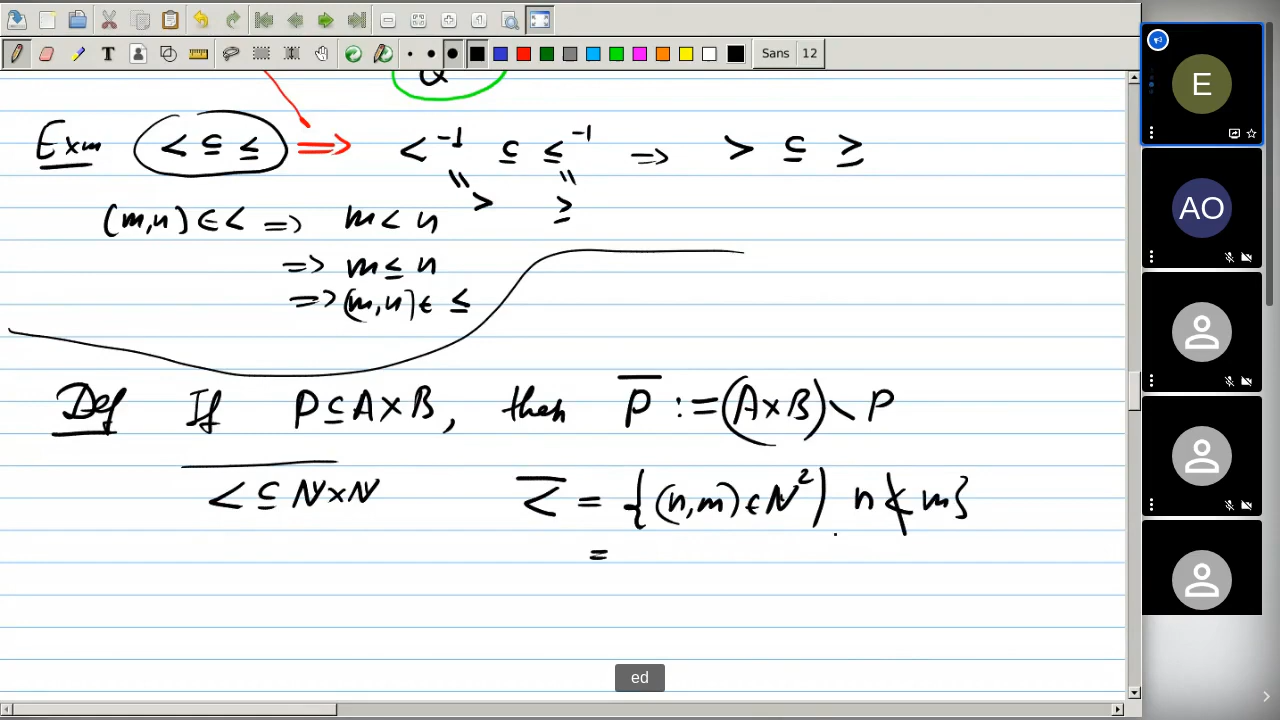 Sans 12
Exm < ⊆ ≤ ⇒ <⁻¹ ⊆ ≤⁻¹ ⇒ > ⊆ ≥
" "
> ≥
(m,n) ∈ < ⇒ m < n
⇒ m ≤ n
⇒ (m,n) ∈ ≤
Def If P ⊆ A×B, then P̅ := (A×B) \ P
< ⊆ ℕ×ℕ <̅ = {(n,m) ∈ ℕ² | n ≮ m}
=
ed
E
AO